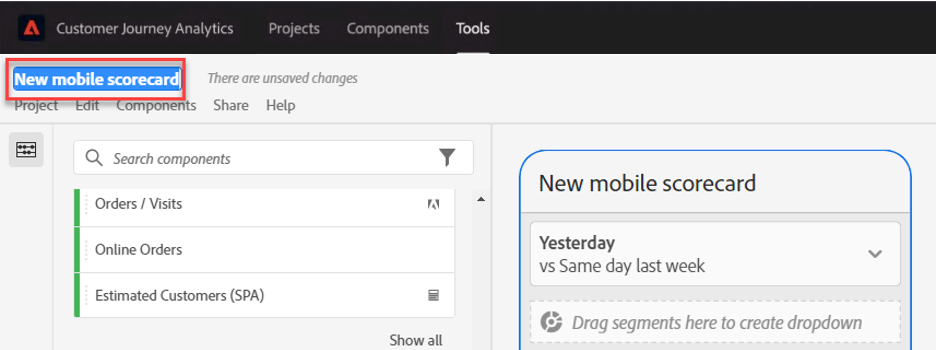 Customer Journey Analytics Projects Components Tools
New mobile scorecard There are unsaved changes
Project Edit Components Share Help
Search components
Orders / Visits
Online Orders
Estimated Customers (SPA)
Show all
New mobile scorecard
Yesterday
vs Same day last week
Drag segments here to create dropdown